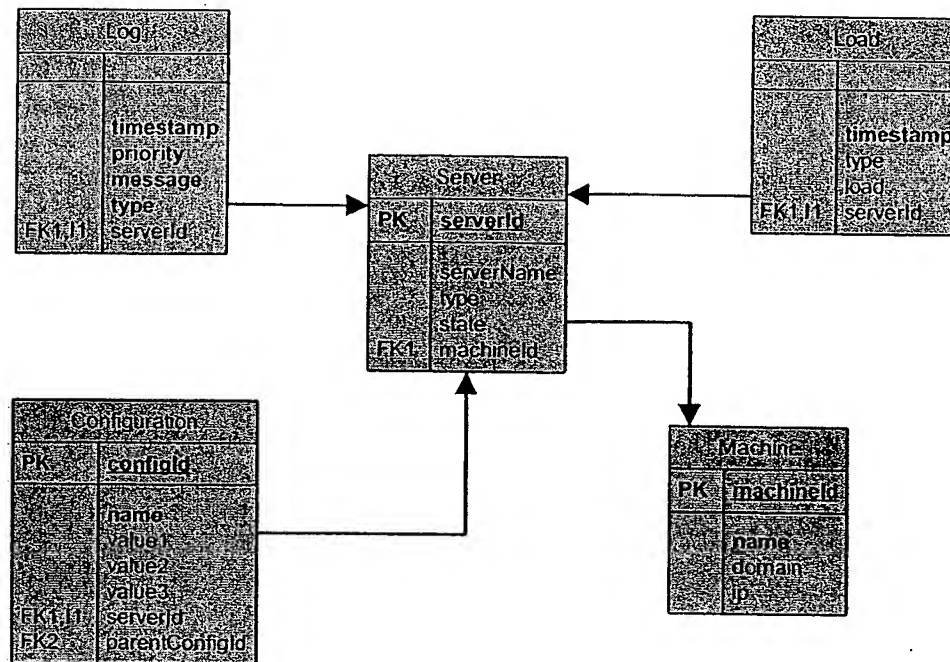 Log
timestamp
priority
message
type
FK1,I1 serverId
Load
timestamp
type
load
FK1,I1 serverId
Server
PK serverId
serverName
type
state
FK1 machineId
Configuration
PK configId
name
value1
value2
value3
FK1,I1 serverId
FK2 parentConfigId
Machine
PK machineId
name
domain
ip